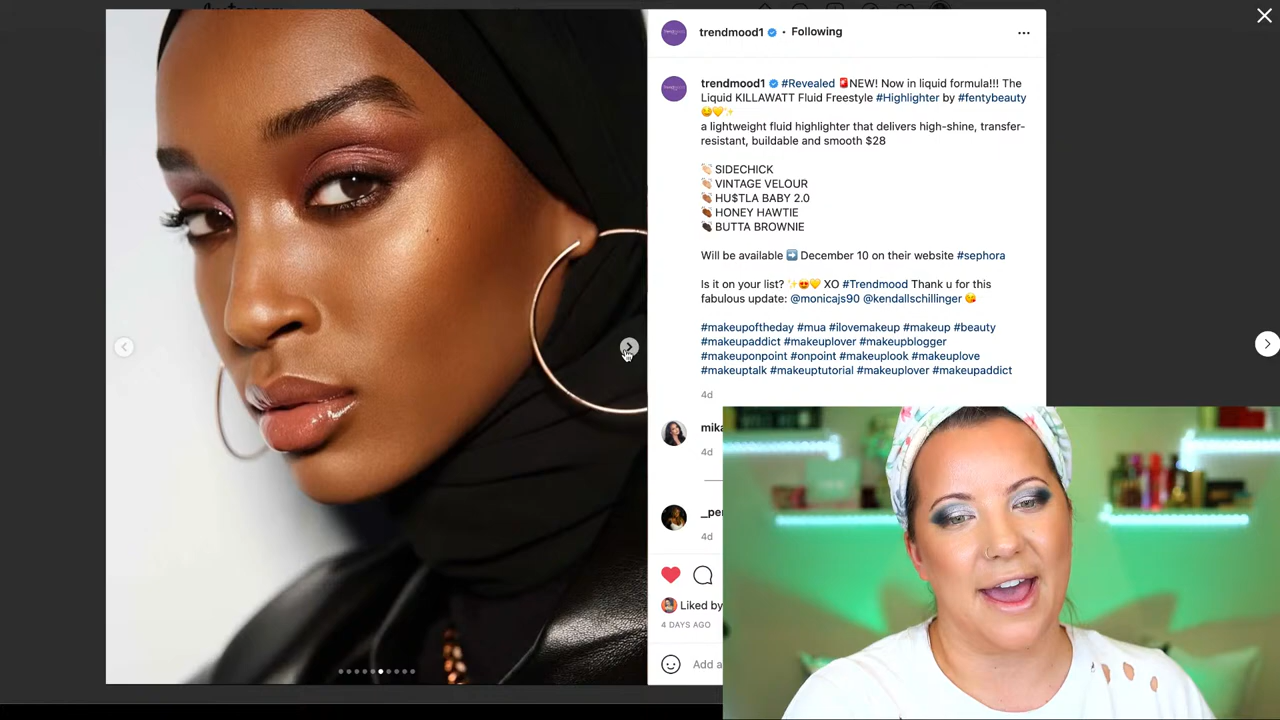 trendmood1 • Following
trendmood1 #Revealed 🚨NEW! Now in liquid formula!!! The
Liquid KILLAWATT Fluid Freestyle #Highlighter by #fentybeauty
😆💛✨
a lightweight fluid highlighter that delivers high-shine, transfer-
resistant, buildable and smooth $28
👏🏻 SIDECHICK
👏🏼 VINTAGE VELOUR
👏🏽 HU$TLA BABY 2.0
👏🏾 HONEY HAWTIE
👏🏿 BUTTA BROWNIE
Will be available ➡️ December 10 on their website #sephora
Is it on your list? ✨😍💛 XO #Trendmood Thank u for this
fabulous update: @monicajs90 @kendallschillinger 😘
#makeupoftheday #mua #ilovemakeup #makeup #beauty
#makeupaddict #makeuplover #makeupblogger
#makeuponpoint #onpoint #makeuplook #makeuplove
#makeuptalk #makeuptutorial #makeuplover #makeupaddict
4d
mika
4d
_per
4d
Liked by
4 DAYS AGO
Add a